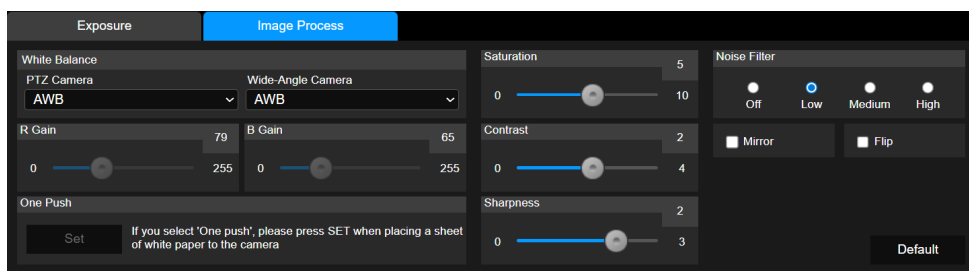 Exposure
Image Process
White Balance
PTZ Camera
Wide-Angle Camera
AWB
AWB
R Gain
79
B Gain
65
0
255
0
255
One Push
Set
If you select 'One push', please press SET when placing a sheet
of white paper to the camera
Saturation
5
0
10
Contrast
2
0
4
Sharpness
2
0
3
Noise Filter
Off
Low
Medium
High
Mirror
Flip
Default